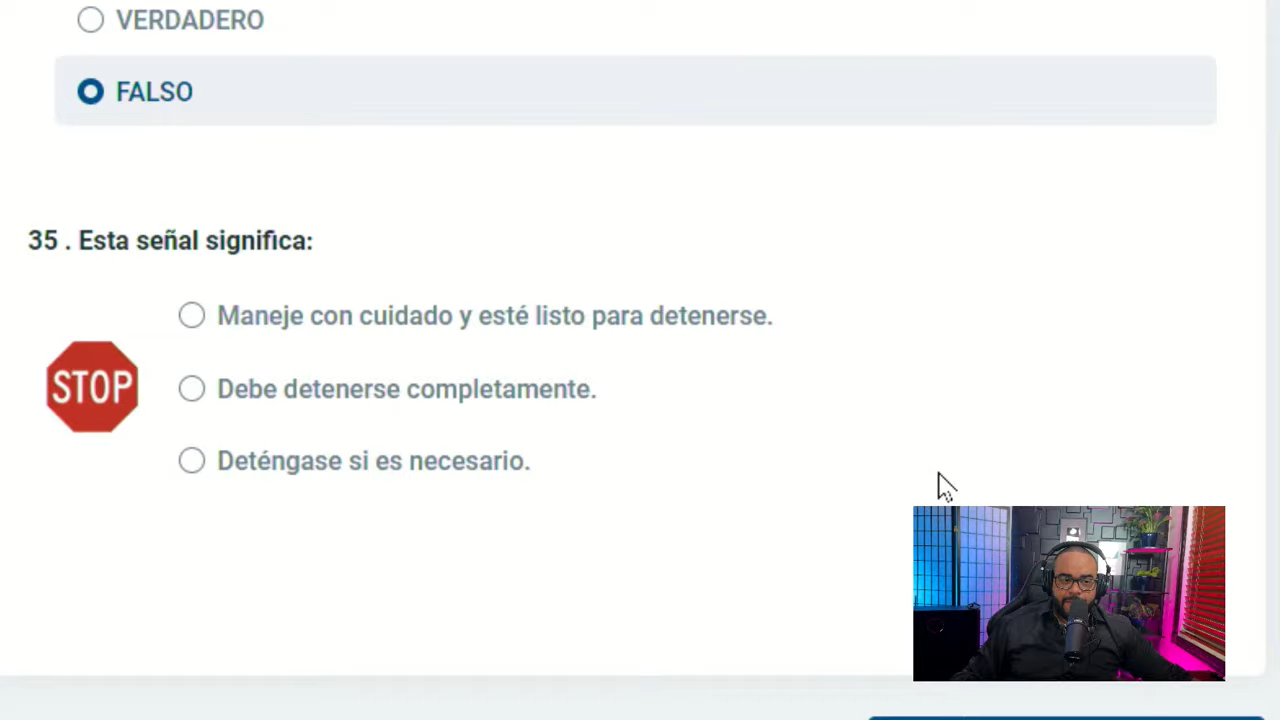 VERDADERO
FALSO
35 . Esta señal significa:
Maneje con cuidado y esté listo para detenerse.
STOP
Debe detenerse completamente.
Deténgase si es necesario.